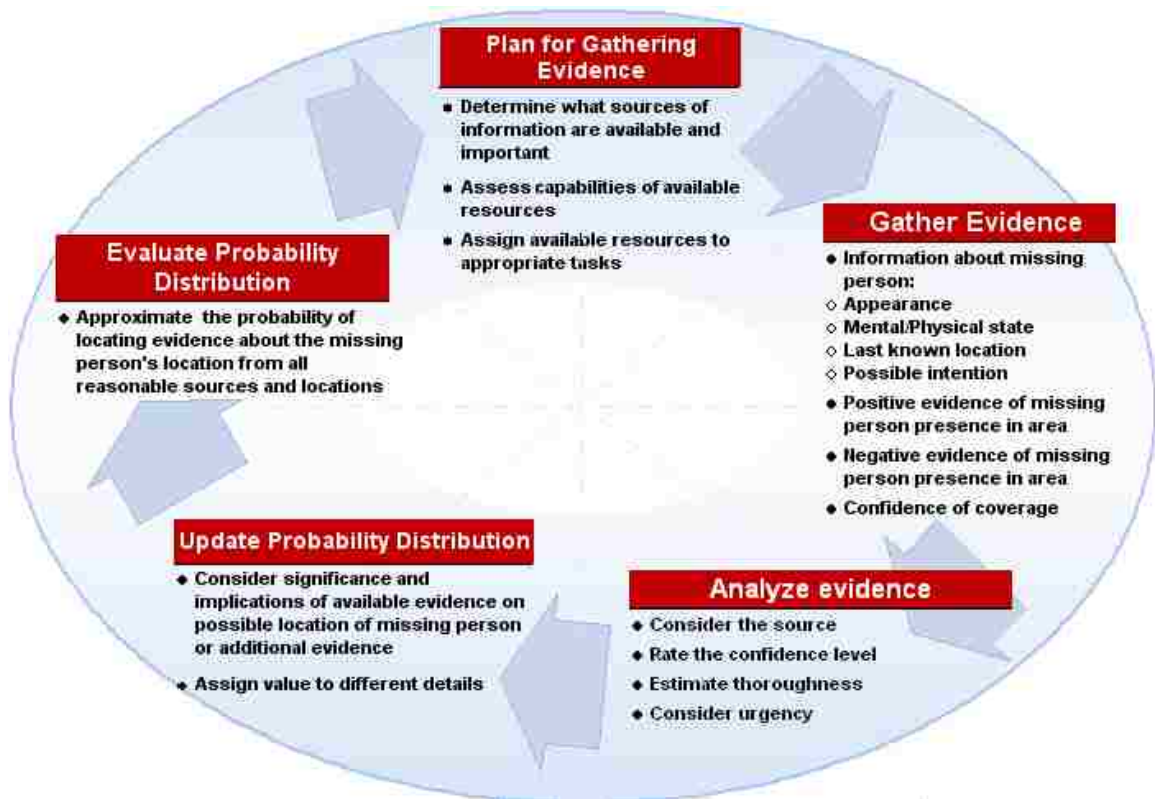 Plan for Gathering
Evidence
• Determine what sources of
information are available and
important
• Assess capabilities of available
resources
• Assign available resources to
appropriate tasks
Gather Evidence
◆ Information about missing
person:
◇ Appearance
◇ Mental/Physical state
◇ Last known location
◇ Possible intention
◆ Positive evidence of missing
person presence in area
◆ Negative evidence of missing
person presence in area
◆ Confidence of coverage
Analyze evidence
◆ Consider the source
◆ Rate the confidence level
◆ Estimate thoroughness
◆ Consider urgency
Update Probability Distribution
◆ Consider significance and
implications of available evidence on
possible location of missing person
or additional evidence
◆ Assign value to different details
Evaluate Probability
Distribution
◆ Approximate the probability of
locating evidence about the missing
person's location from all
reasonable sources and locations